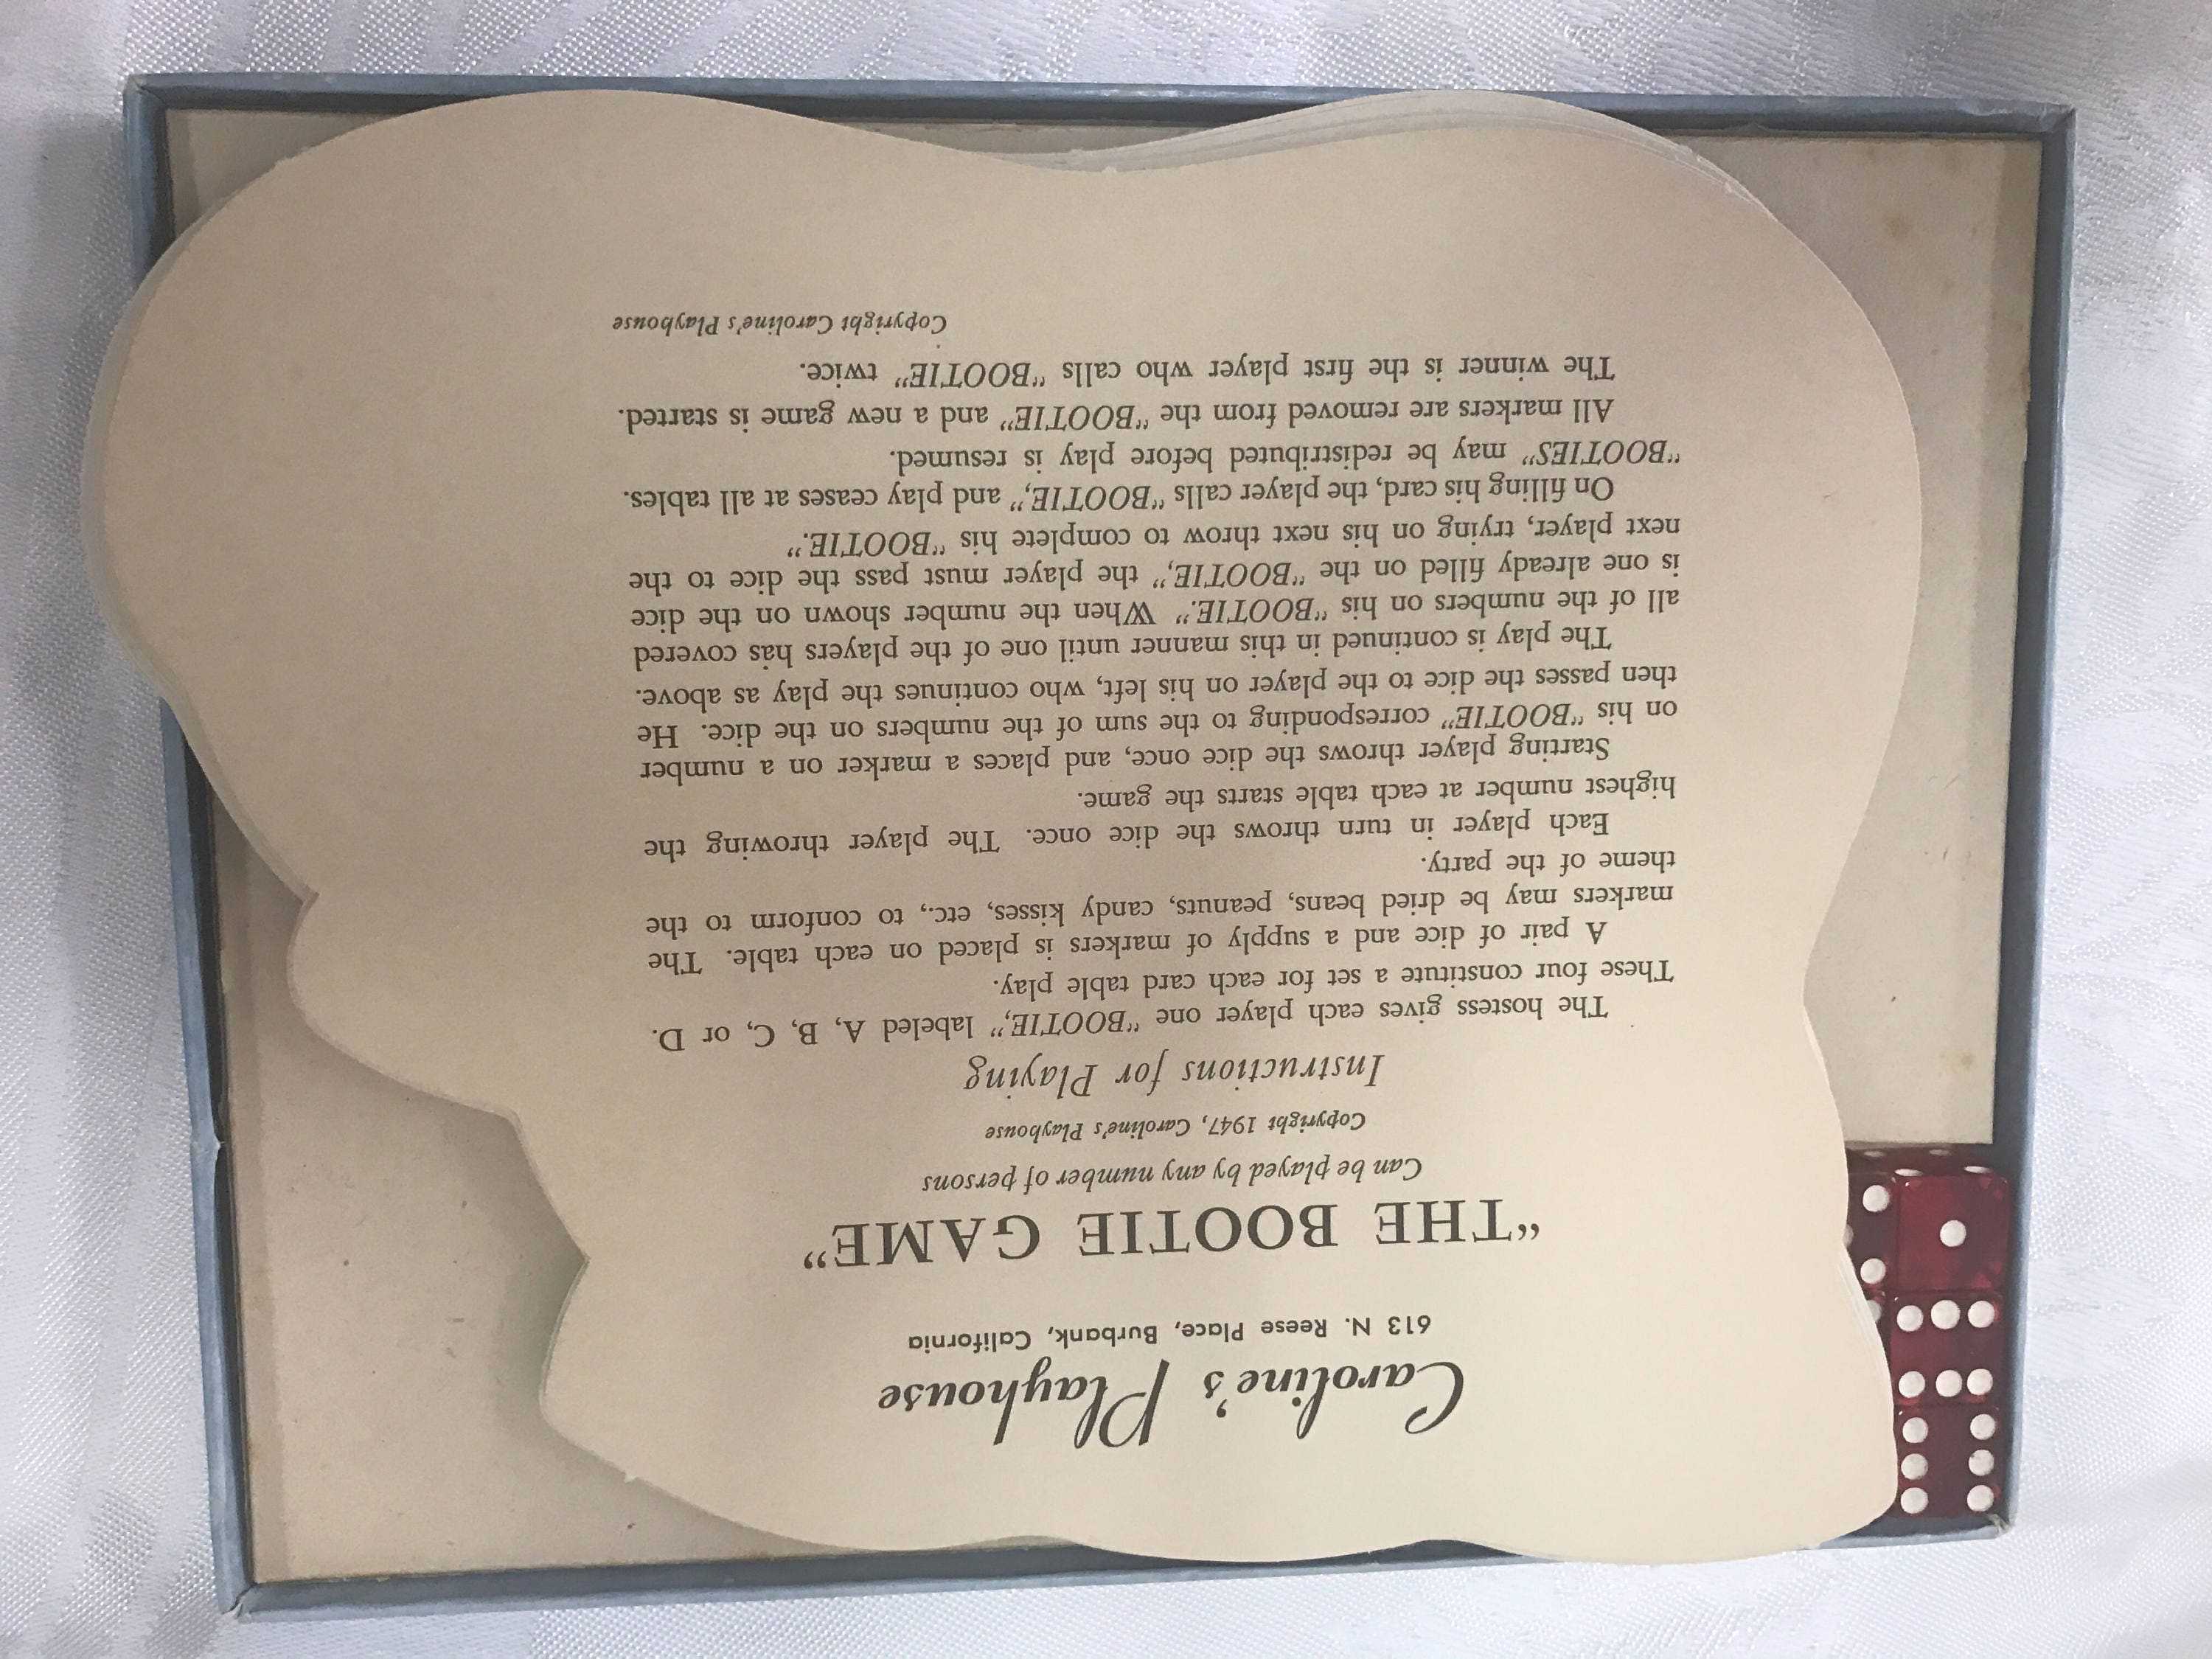 Caroline's Playhouse
613 N. Reese Place, Burbank, California
"THE BOOTIE GAME"
Can be played by any number of persons
Copyright 1947, Caroline's Playhouse
Instructions for Playing
The hostess gives each player one "BOOTIE," labeled A, B, C, or D.
These four constitute a set for each card table play.
A pair of dice and a supply of markers is placed on each table. The
markers may be dried beans, peanuts, candy kisses, etc., to conform to the
theme of the party.
Each player in turn throws the dice once. The player throwing the
highest number at each table starts the game.
Starting player throws the dice once, and places a marker on a number
on his "BOOTIE" corresponding to the sum of the numbers on the dice. He
then passes the dice to the player on his left, who continues the play as above.
The play is continued in this manner until one of the players has covered
all of the numbers on his "BOOTIE." When the number shown on the dice
is one already filled on the "BOOTIE," the player must pass the dice to the
next player, trying on his next throw to complete his "BOOTIE."
On filling his card, the player calls "BOOTIE," and play ceases at all tables.
"BOOTIES" may be redistributed before play is resumed.
All markers are removed from the "BOOTIE" and a new game is started.
The winner is the first player who calls "BOOTIE" twice.
Copyright Caroline's Playhouse